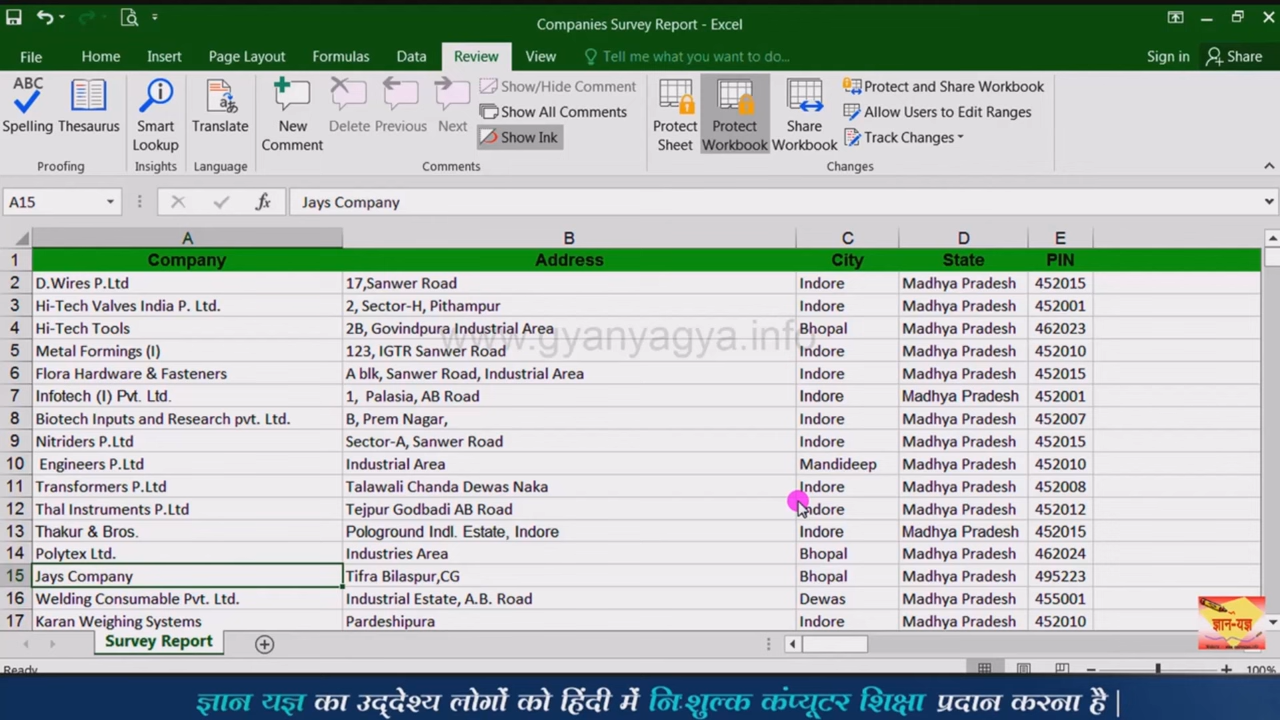 Companies Survey Report - Excel
File Home Insert Page Layout Formulas Data Review View Tell me what you want to do... Sign in Share
ABC
Spelling Thesaurus Smart Lookup Translate New Comment Delete Previous Next
Show/Hide Comment
Show All Comments
Show Ink
Protect Sheet Protect Workbook Share Workbook
Protect and Share Workbook
Allow Users to Edit Ranges
Track Changes
Proofing Insights Language Comments Changes
A15 fx Jays Company
A B C D E
1 Company Address City State PIN
2 D.Wires P.Ltd 17,Sanwer Road Indore Madhya Pradesh 452015
3 Hi-Tech Valves India P. Ltd. 2, Sector-H, Pithampur Indore Madhya Pradesh 452001
4 Hi-Tech Tools 2B, Govindpura Industrial Area Bhopal Madhya Pradesh 462023
www.gyanyagya.info
5 Metal Formings (I) 123, IGTR Sanwer Road Indore Madhya Pradesh 452010
6 Flora Hardware & Fasteners A blk, Sanwer Road, Industrial Area Indore Madhya Pradesh 452015
7 Infotech (I) Pvt. Ltd. 1, Palasia, AB Road Indore Madhya Pradesh 452001
8 Biotech Inputs and Research pvt. Ltd. B, Prem Nagar, Indore Madhya Pradesh 452007
9 Nitriders P.Ltd Sector-A, Sanwer Road Indore Madhya Pradesh 452015
10 Engineers P.Ltd Industrial Area Mandideep Madhya Pradesh 452010
11 Transformers P.Ltd Talawali Chanda Dewas Naka Indore Madhya Pradesh 452008
12 Thal Instruments P.Ltd Tejpur Godbadi AB Road Indore Madhya Pradesh 452012
13 Thakur & Bros. Pologround Indl. Estate, Indore Indore Madhya Pradesh 452015
14 Polytex Ltd. Industries Area Bhopal Madhya Pradesh 462024
15 Jays Company Tifra Bilaspur,CG Bhopal Madhya Pradesh 495223
16 Welding Consumable Pvt. Ltd. Industrial Estate, A.B. Road Dewas Madhya Pradesh 455001
17 Karan Weighing Systems Pardeshipura Indore Madhya Pradesh 452010
ज्ञान-यज्ञ
Survey Report
Ready 100%
ज्ञान यज्ञ का उद्देश्य लोगों को हिंदी में निःशुल्क कंप्यूटर शिक्षा प्रदान करना है |